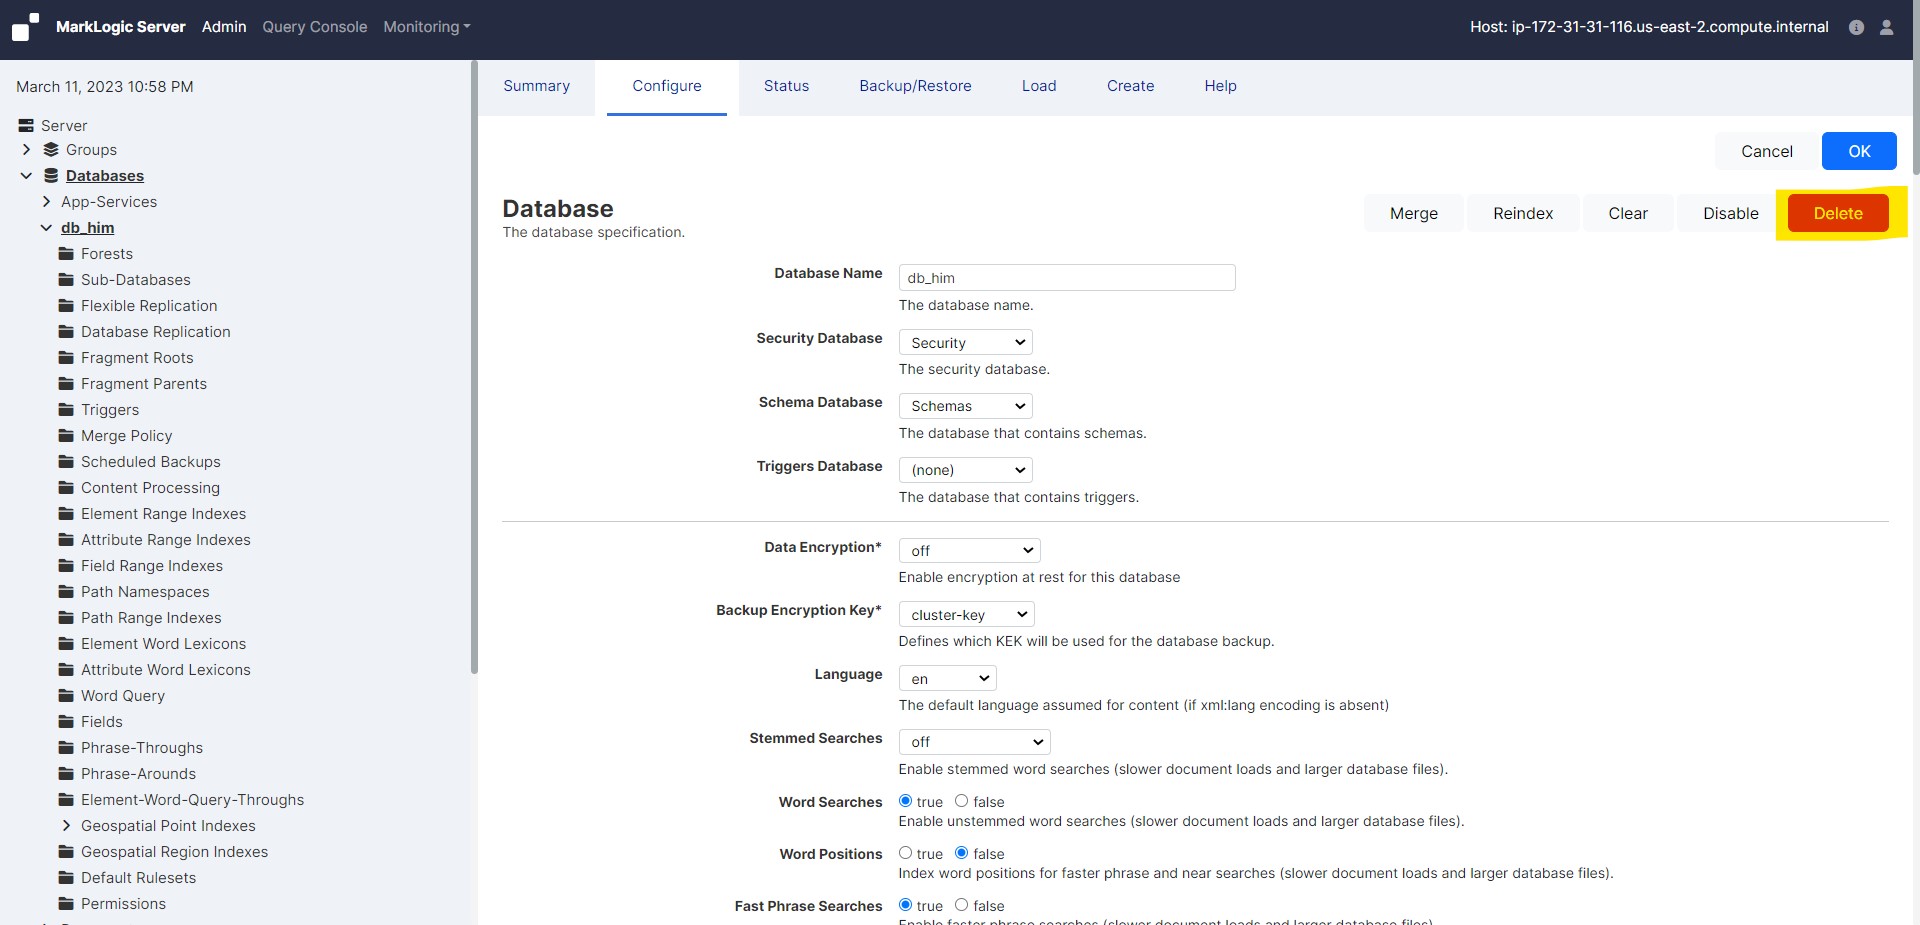 MarkLogic Server Admin Query Console Monitoring Host: ip-172-31-31-116.us-east-2.compute.internal
March 11, 2023 10:58 PM
Server
Groups
Databases
App-Services
db_him
Forests
Sub-Databases
Flexible Replication
Database Replication
Fragment Roots
Fragment Parents
Triggers
Merge Policy
Scheduled Backups
Content Processing
Element Range Indexes
Attribute Range Indexes
Field Range Indexes
Path Namespaces
Path Range Indexes
Element Word Lexicons
Attribute Word Lexicons
Word Query
Fields
Phrase-Throughs
Phrase-Arounds
Element-Word-Query-Throughs
Geospatial Point Indexes
Geospatial Region Indexes
Default Rulesets
Permissions
Summary Configure Status Backup/Restore Load Create Help
Cancel OK
Database
The database specification.
Merge Reindex Clear Disable Delete
Database Name db_him
The database name.
Security Database Security
The security database.
Schema Database Schemas
The database that contains schemas.
Triggers Database (none)
The database that contains triggers.
Data Encryption* off
Enable encryption at rest for this database
Backup Encryption Key* cluster-key
Defines which KEK will be used for the database backup.
Language en
The default language assumed for content (if xml:lang encoding is absent)
Stemmed Searches off
Enable stemmed word searches (slower document loads and larger database files).
Word Searches true false
Enable unstemmed word searches (slower document loads and larger database files).
Word Positions true false
Index word positions for faster phrase and near searches (slower document loads and larger database files).
Fast Phrase Searches true false
Enable faster phrase searches (slower document loads and larger database files).